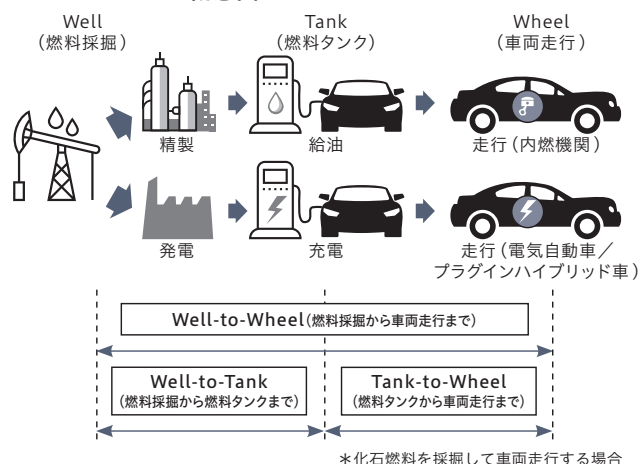 Well
(燃料採掘)
Tank
(燃料タンク)
Wheel
(車両走行)
精製
給油
走行(内燃機関)
発電
充電
走行(電気自動車/
プラグインハイブリッド車)
Well-to-Wheel(燃料採掘から車両走行まで)
Well-to-Tank
(燃料採掘から燃料タンクまで)
Tank-to-Wheel
(燃料タンクから車両走行まで)
*化石燃料を採掘して車両走行する場合